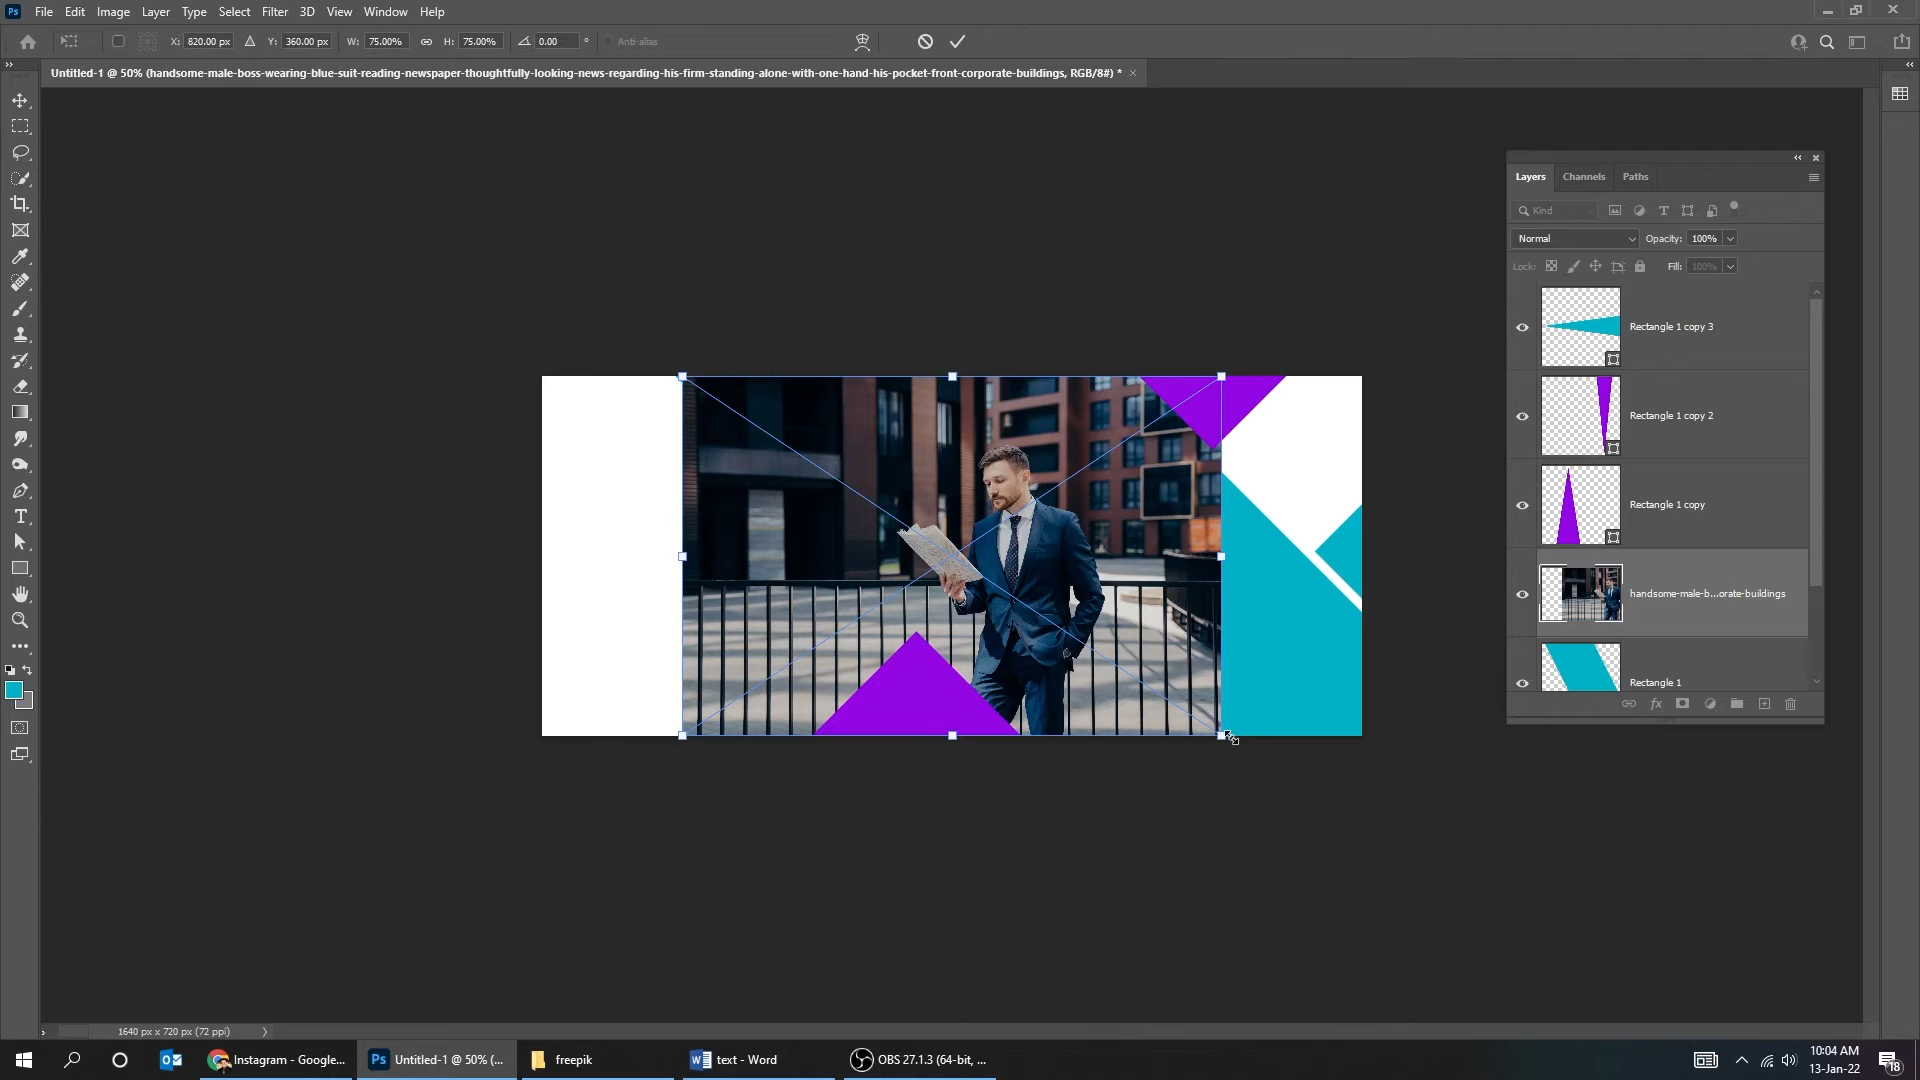 Ps File Edit Image Layer Type Select Filter 3D View Window Help
X: 820.00 px Y: 360.00 px W: 75.00% H: 75.00% 0.00 ° Anti-alias
Untitled-1 @ 50% (handsome-male-boss-wearing-blue-suit-reading-newspaper-thoughtfully-looking-news-regarding-his-firm-standing-alone-with-one-hand-his-pocket-front-corporate-buildings, RGB/8#) *
Layers Channels Paths
Kind
Normal Opacity: 100%
Lock: Fill: 100%
Rectangle 1 copy 3
Rectangle 1 copy 2
Rectangle 1 copy
handsome-male-b...orate-buildings
Rectangle 1
1640 px x 720 px (72 ppi)
Instagram - Google...
Ps Untitled-1 @ 50% (...
freepik
text - Word
OBS 27.1.3 (64-bit, ...
10:04 AM
13-Jan-22
18